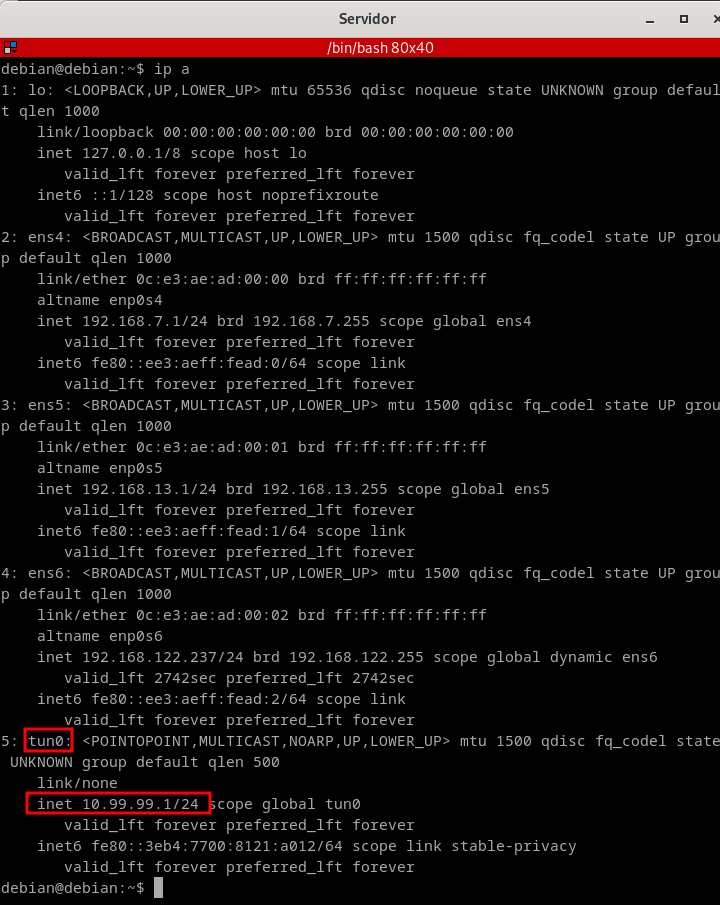 Servidor
/bin/bash 80x40
debian@debian:~$ ip a
1: lo: <LOOPBACK,UP,LOWER_UP> mtu 65536 qdisc noqueue state UNKNOWN group defaul
t qlen 1000
    link/loopback 00:00:00:00:00:00 brd 00:00:00:00:00:00
    inet 127.0.0.1/8 scope host lo
       valid_lft forever preferred_lft forever
    inet6 ::1/128 scope host noprefixroute
       valid_lft forever preferred_lft forever
2: ens4: <BROADCAST,MULTICAST,UP,LOWER_UP> mtu 1500 qdisc fq_codel state UP grou
p default qlen 1000
    link/ether 0c:e3:ae:ad:00:00 brd ff:ff:ff:ff:ff:ff
    altname enp0s4
    inet 192.168.7.1/24 brd 192.168.7.255 scope global ens4
       valid_lft forever preferred_lft forever
    inet6 fe80::ee3:aeff:fead:0/64 scope link
       valid_lft forever preferred_lft forever
3: ens5: <BROADCAST,MULTICAST,UP,LOWER_UP> mtu 1500 qdisc fq_codel state UP grou
p default qlen 1000
    link/ether 0c:e3:ae:ad:00:01 brd ff:ff:ff:ff:ff:ff
    altname enp0s5
    inet 192.168.13.1/24 brd 192.168.13.255 scope global ens5
       valid_lft forever preferred_lft forever
    inet6 fe80::ee3:aeff:fead:1/64 scope link
       valid_lft forever preferred_lft forever
4: ens6: <BROADCAST,MULTICAST,UP,LOWER_UP> mtu 1500 qdisc fq_codel state UP grou
p default qlen 1000
    link/ether 0c:e3:ae:ad:00:02 brd ff:ff:ff:ff:ff:ff
    altname enp0s6
    inet 192.168.122.237/24 brd 192.168.122.255 scope global dynamic ens6
       valid_lft 2742sec preferred_lft 2742sec
    inet6 fe80::ee3:aeff:fead:2/64 scope link
       valid_lft forever preferred_lft forever
5: tun0: <POINTOPOINT,MULTICAST,NOARP,UP,LOWER_UP> mtu 1500 qdisc fq_codel state
 UNKNOWN group default qlen 500
    link/none
    inet 10.99.99.1/24 scope global tun0
       valid_lft forever preferred_lft forever
    inet6 fe80::3eb4:7700:8121:a012/64 scope link stable-privacy
       valid_lft forever preferred_lft forever
debian@debian:~$